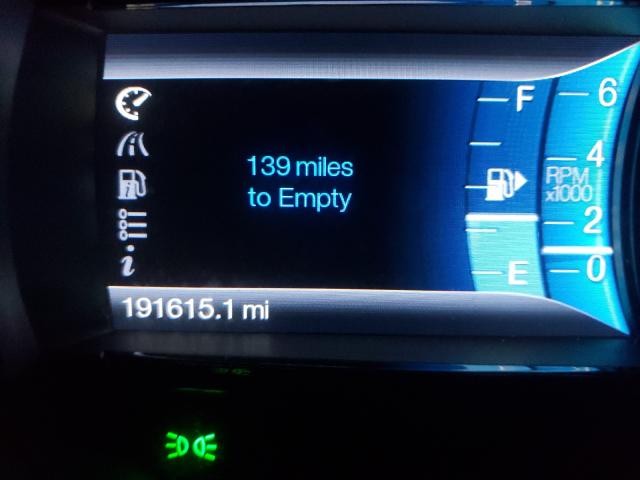 139 miles
to Empty
F
E
6
4
RPM
x1000
2
0
i
191615.1 mi